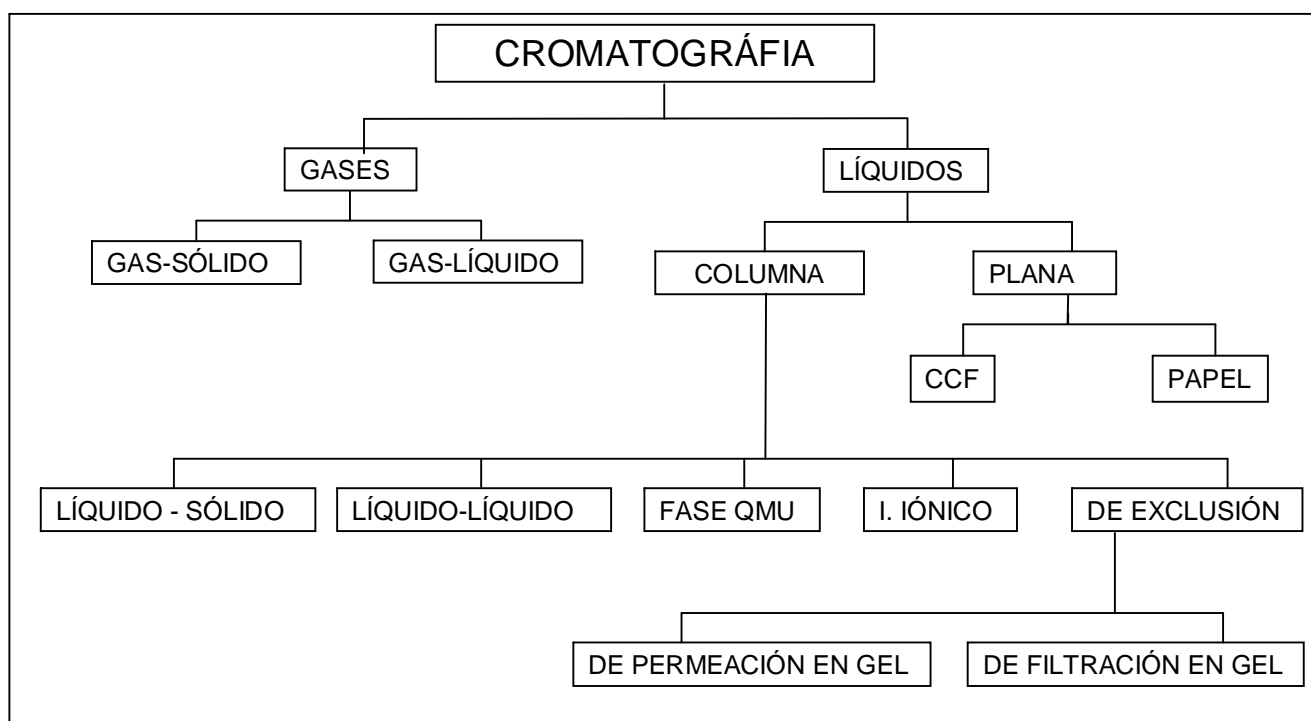 CROMATOGRÁFIA
GASES
LÍQUIDOS
GAS-SÓLIDO
GAS-LÍQUIDO
COLUMNA
PLANA
CCF
PAPEL
LÍQUIDO - SÓLIDO
LÍQUIDO-LÍQUIDO
FASE QMU
I. IÓNICO
DE EXCLUSIÓN
DE PERMEACIÓN EN GEL
DE FILTRACIÓN EN GEL